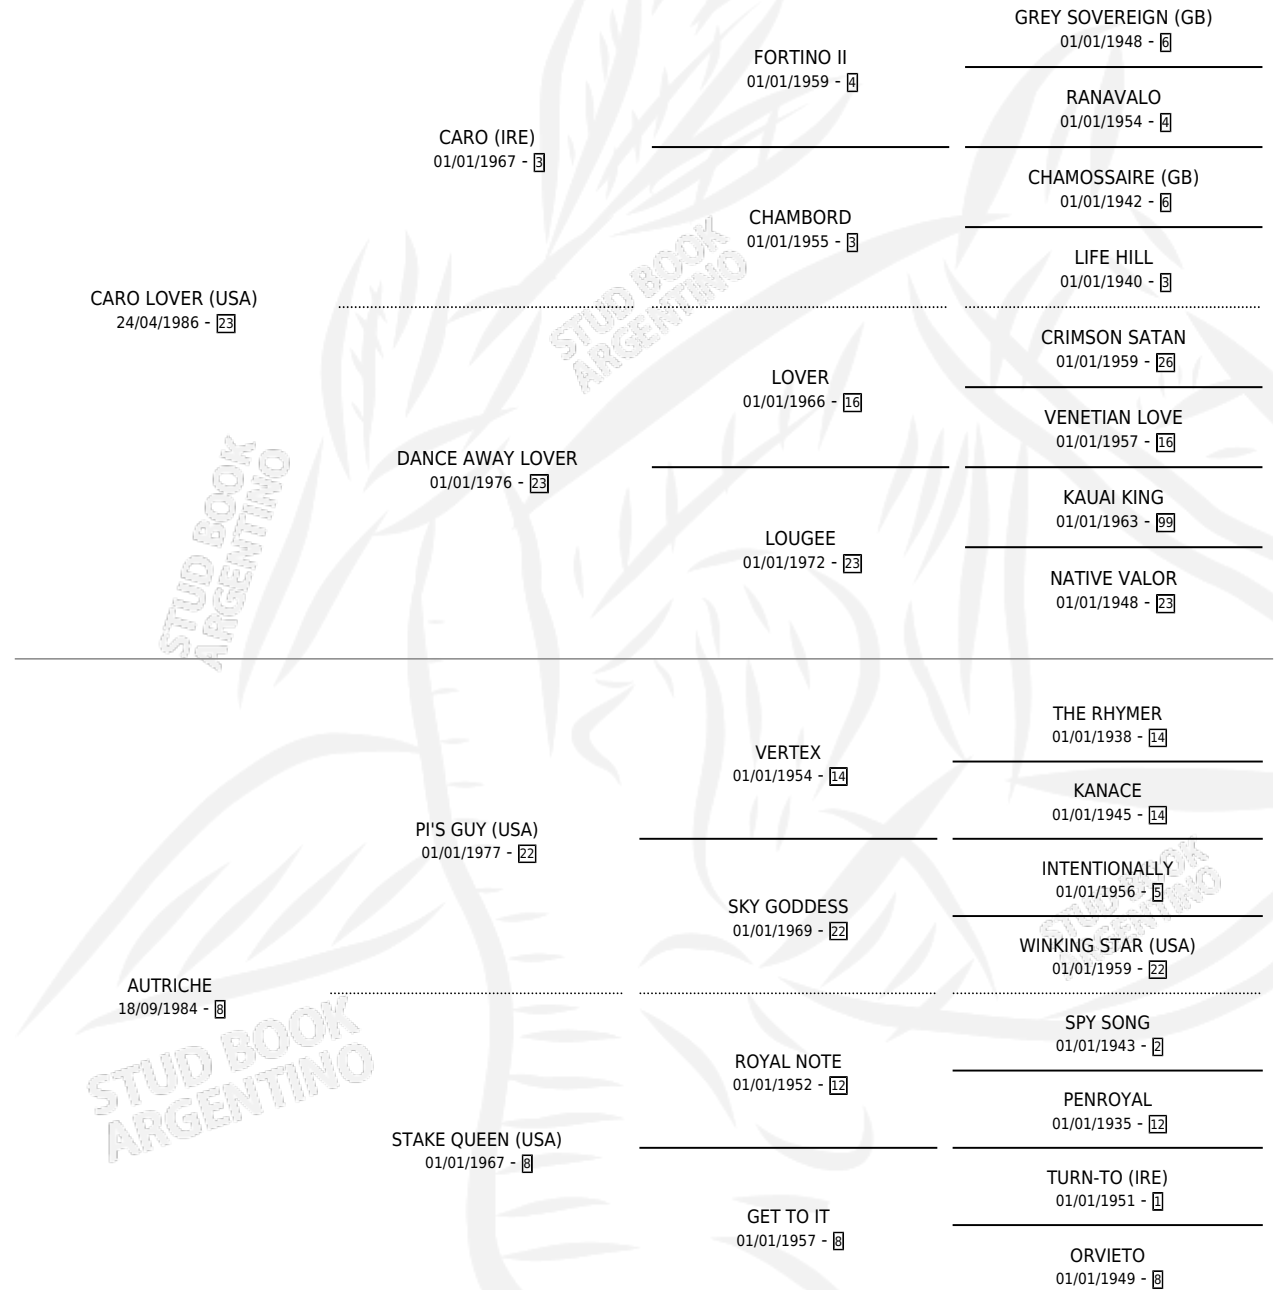 GREY SOVEREIGN (GB)
01/01/1948 - 6
FORTINO II
01/01/1959 - 4
RANAVALO
01/01/1954 - 4
CARO (IRE)
01/01/1967 - 3
CHAMOSSAIRE (GB)
01/01/1942 - 6
CHAMBORD
01/01/1955 - 3
LIFE HILL
01/01/1940 - 3
CARO LOVER (USA)
24/04/1986 - 23
CRIMSON SATAN
01/01/1959 - 26
LOVER
01/01/1966 - 16
VENETIAN LOVE
01/01/1957 - 16
DANCE AWAY LOVER
01/01/1976 - 23
KAUAI KING
01/01/1963 - 99
LOUGEE
01/01/1972 - 23
NATIVE VALOR
01/01/1948 - 23
THE RHYMER
01/01/1938 - 14
VERTEX
01/01/1954 - 14
KANACE
01/01/1945 - 14
PI'S GUY (USA)
01/01/1977 - 22
INTENTIONALLY
01/01/1956 - 5
SKY GODDESS
01/01/1969 - 22
WINKING STAR (USA)
01/01/1959 - 22
AUTRICHE
18/09/1984 - 8
SPY SONG
01/01/1943 - 2
ROYAL NOTE
01/01/1952 - 12
PENROYAL
01/01/1935 - 12
STAKE QUEEN (USA)
01/01/1967 - 8
TURN-TO (IRE)
01/01/1951 - 1
GET TO IT
01/01/1957 - 8
ORVIETO
01/01/1949 - 8
STUD BOOK
ARGENTINO
STUD BOOK
ARGENTINO
STUD BOOK
ARGENTINO
STUD BOOK
ARGENTINO